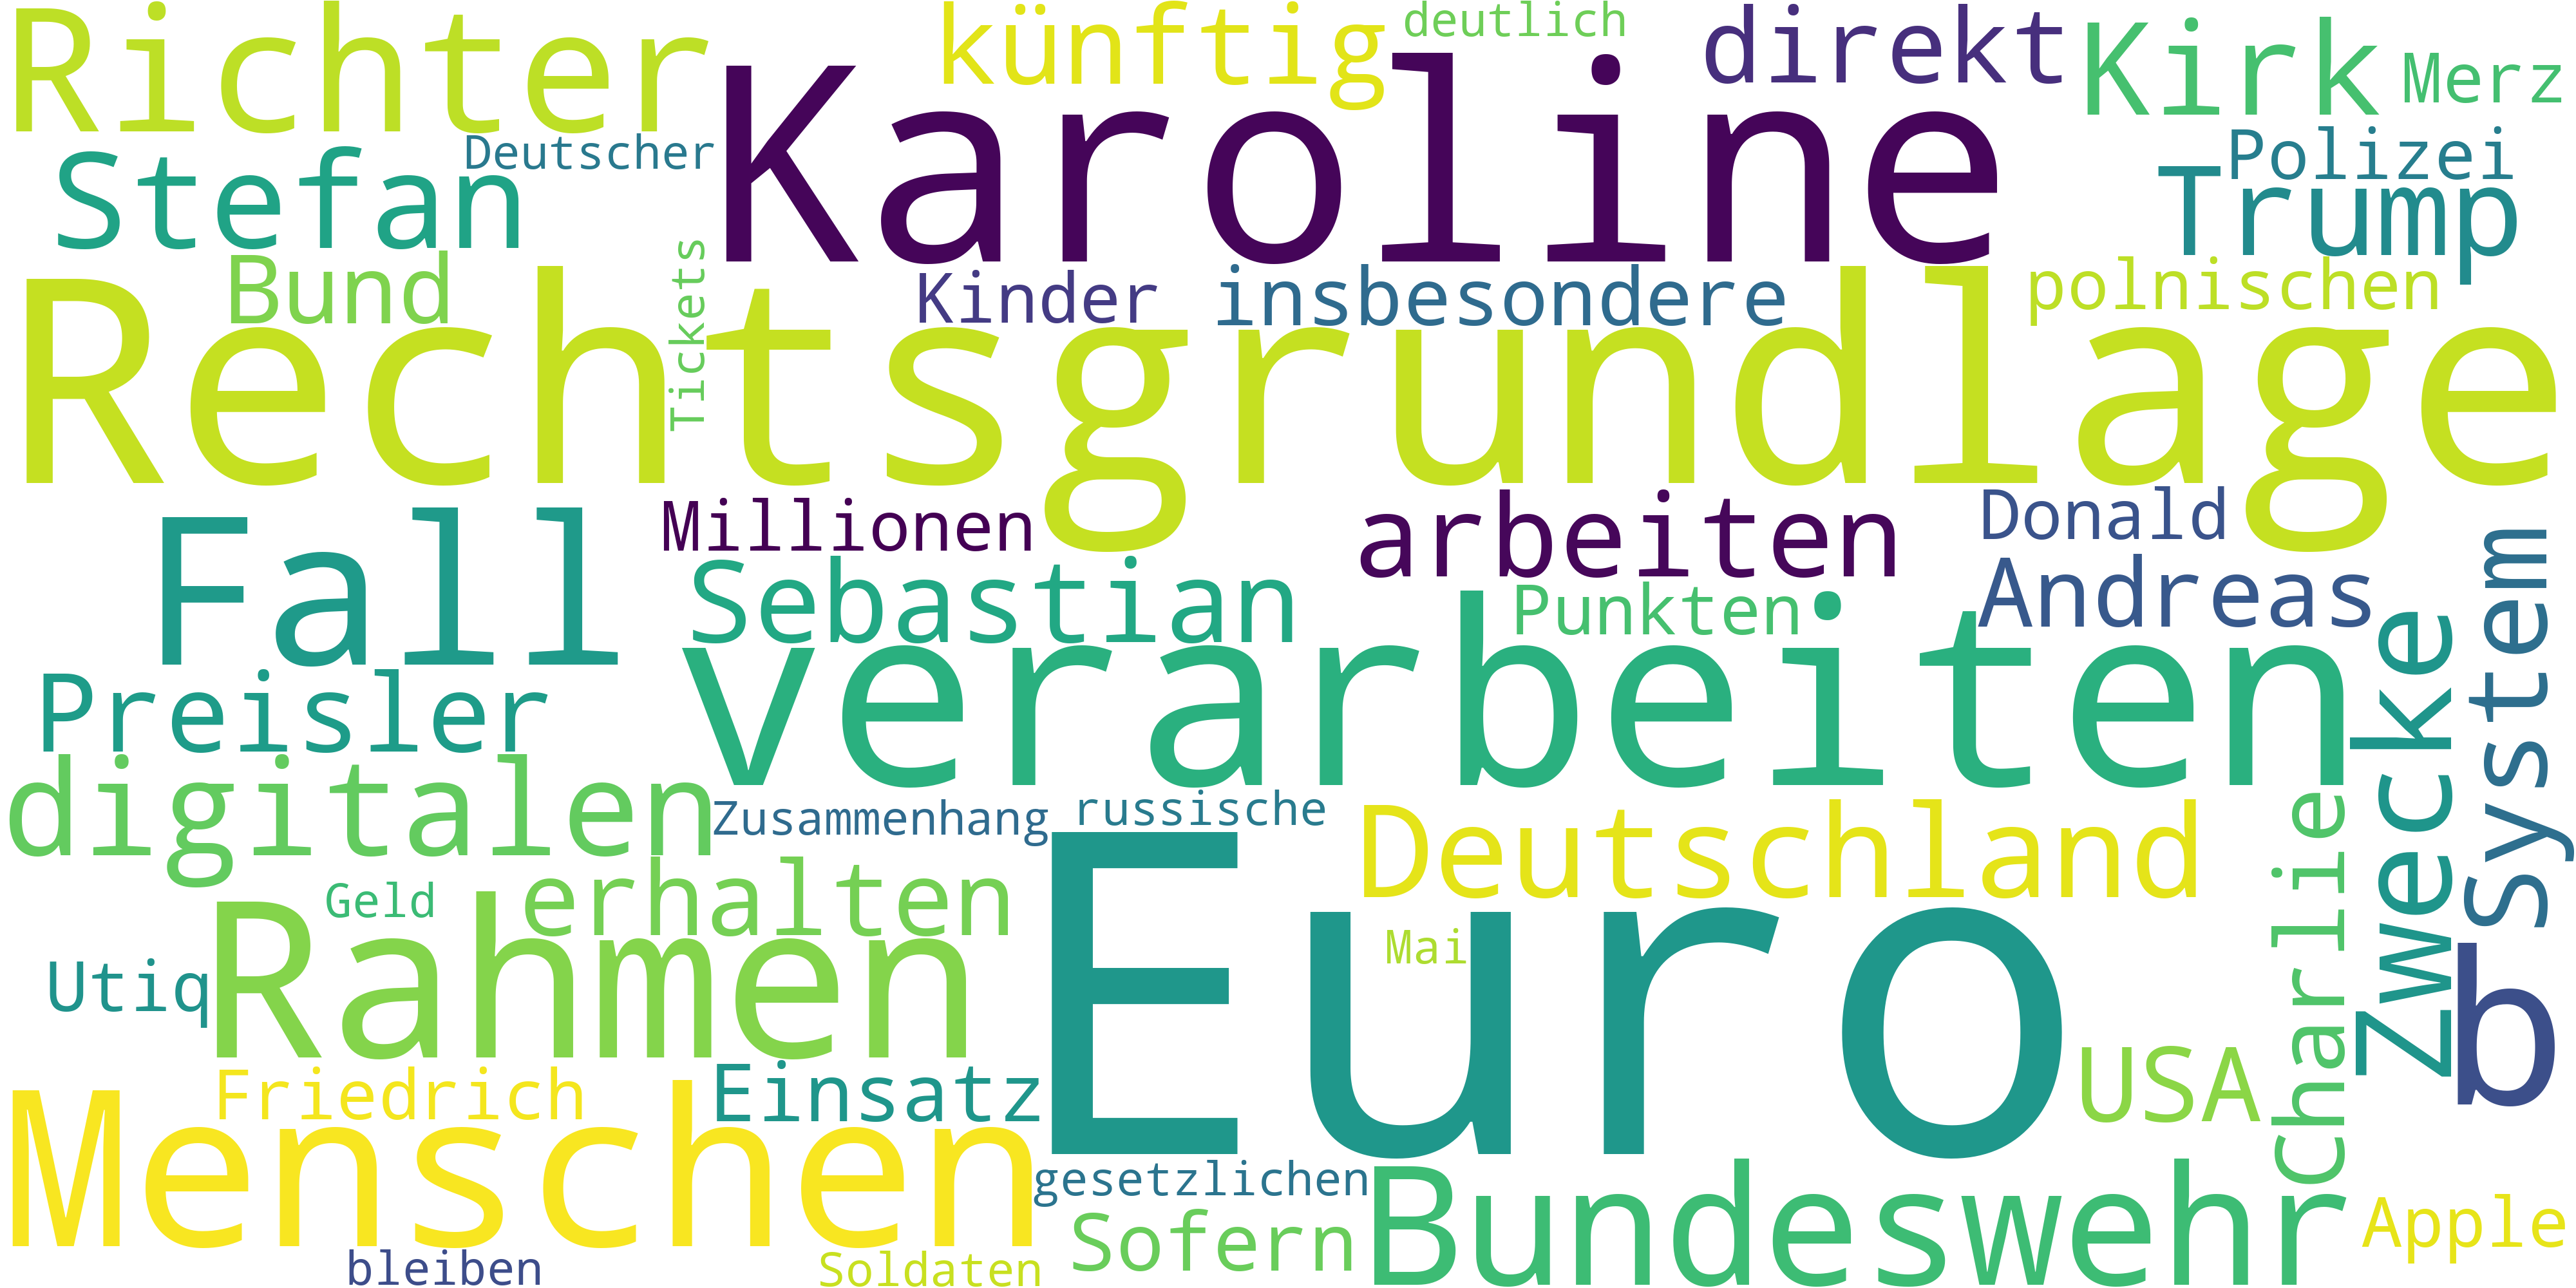 Richter
künftig
deutlich
direkt
Kirk
Merz
Karoline
Deutscher
Stefan
Polizei
Trump
Bund
Tickets
Kinder
insbesondere
polnischen
Rechtsgrundlage
Fall
Millionen
arbeiten
Donald
Sebastian
Punkten
Andreas
System
verarbeiten
Zwecke
Preisler
digitalen
Zusammenhang
russische
Deutschland
Charlie
Geld
erhalten
Rahmen
Euro
Mai
Utiq
b
Friedrich
Einsatz
USA
Menschen
gesetzlichen
Bundeswehr
Sofern
Apple
bleiben
Soldaten